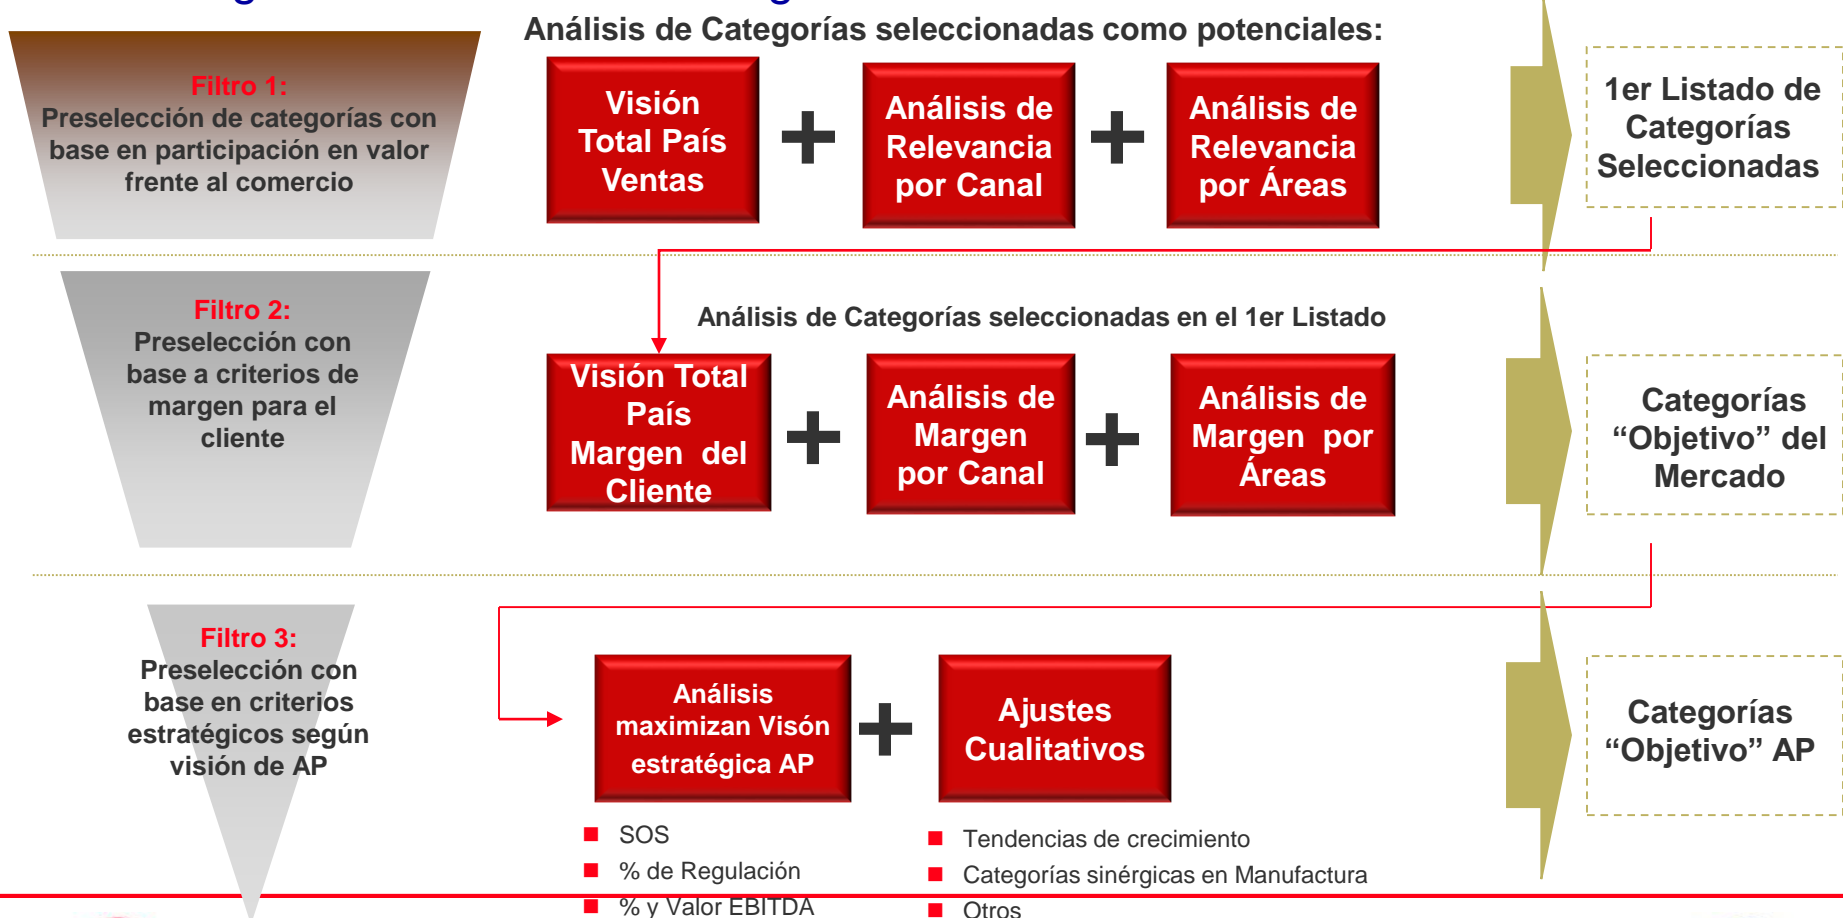 Análisis de Categorías seleccionadas como potenciales:
Filtro 1:
Preselección de categorías con
base en participación en valor
frente al comercio
Visión
Total País
Ventas
Análisis de
Relevancia
por Canal
Análisis de
Relevancia
por Áreas
1er Listado de
Categorías
Seleccionadas
Filtro 2:
Preselección con
base a criterios de
margen para el
cliente
Análisis de Categorías seleccionadas en el 1er Listado
Visión Total
País
Margen del
Cliente
Análisis de
Margen
por Canal
Análisis de
Margen por
Áreas
Categorías
“Objetivo” del
Mercado
Filtro 3:
Preselección con
base en criterios
estratégicos según
visión de AP
Análisis
maximizan Visón
estratégica AP
Ajustes
Cualitativos
Categorías
“Objetivo” AP
SOS
% de Regulación
% y Valor EBITDA
Tendencias de crecimiento
Categorías sinérgicas en Manufactura
Otros